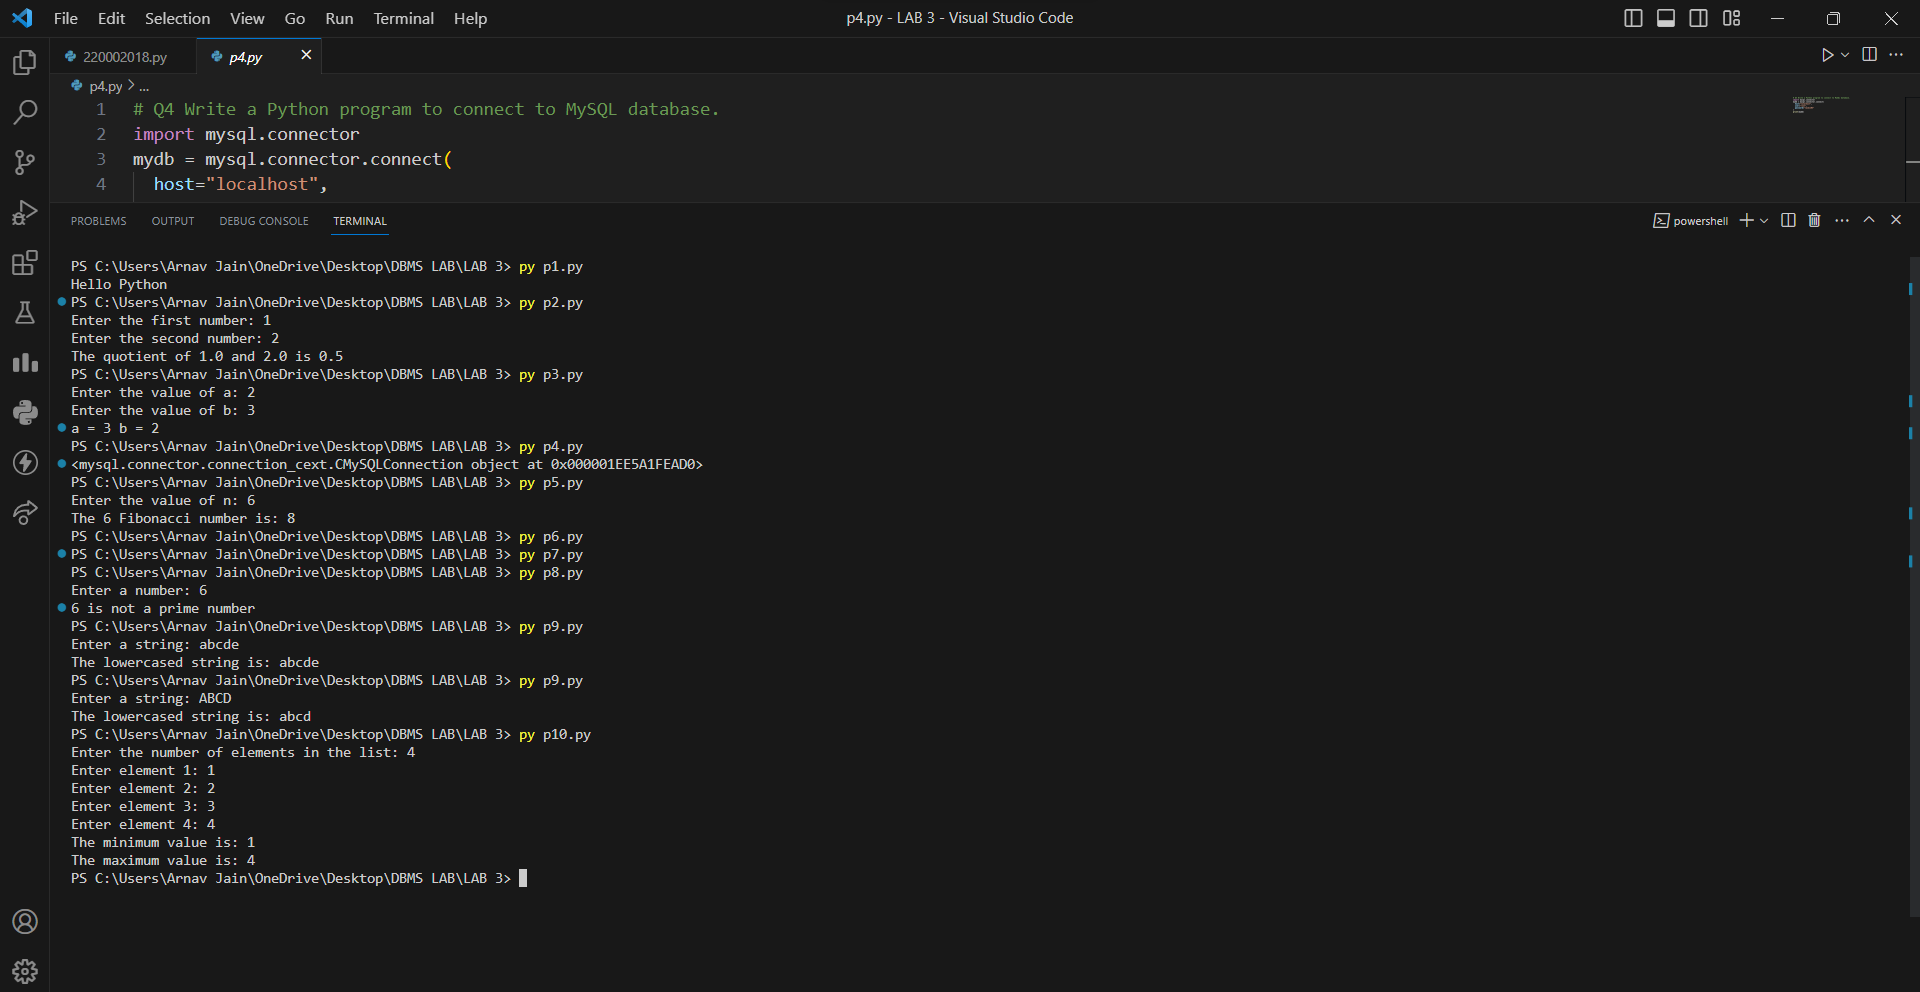 File Edit Selection View Go Run Terminal Help
p4.py - LAB 3 - Visual Studio Code
220002018.py
p4.py
p4.py > ...
1 # Q4 Write a Python program to connect to MySQL database.
2 import mysql.connector
3 mydb = mysql.connector.connect(
4 host="localhost",
PROBLEMS OUTPUT DEBUG CONSOLE TERMINAL
powershell
PS C:\Users\Arnav Jain\OneDrive\Desktop\DBMS LAB\LAB 3> py p1.py
Hello Python
PS C:\Users\Arnav Jain\OneDrive\Desktop\DBMS LAB\LAB 3> py p2.py
Enter the first number: 1
Enter the second number: 2
The quotient of 1.0 and 2.0 is 0.5
PS C:\Users\Arnav Jain\OneDrive\Desktop\DBMS LAB\LAB 3> py p3.py
Enter the value of a: 2
Enter the value of b: 3
a = 3 b = 2
PS C:\Users\Arnav Jain\OneDrive\Desktop\DBMS LAB\LAB 3> py p4.py
<mysql.connector.connection_cext.CMySQLConnection object at 0x000001EE5A1FEAD0>
PS C:\Users\Arnav Jain\OneDrive\Desktop\DBMS LAB\LAB 3> py p5.py
Enter the value of n: 6
The 6 Fibonacci number is: 8
PS C:\Users\Arnav Jain\OneDrive\Desktop\DBMS LAB\LAB 3> py p6.py
PS C:\Users\Arnav Jain\OneDrive\Desktop\DBMS LAB\LAB 3> py p7.py
PS C:\Users\Arnav Jain\OneDrive\Desktop\DBMS LAB\LAB 3> py p8.py
Enter a number: 6
6 is not a prime number
PS C:\Users\Arnav Jain\OneDrive\Desktop\DBMS LAB\LAB 3> py p9.py
Enter a string: abcde
The lowercased string is: abcde
PS C:\Users\Arnav Jain\OneDrive\Desktop\DBMS LAB\LAB 3> py p9.py
Enter a string: ABCD
The lowercased string is: abcd
PS C:\Users\Arnav Jain\OneDrive\Desktop\DBMS LAB\LAB 3> py p10.py
Enter the number of elements in the list: 4
Enter element 1: 1
Enter element 2: 2
Enter element 3: 3
Enter element 4: 4
The minimum value is: 1
The maximum value is: 4
PS C:\Users\Arnav Jain\OneDrive\Desktop\DBMS LAB\LAB 3>